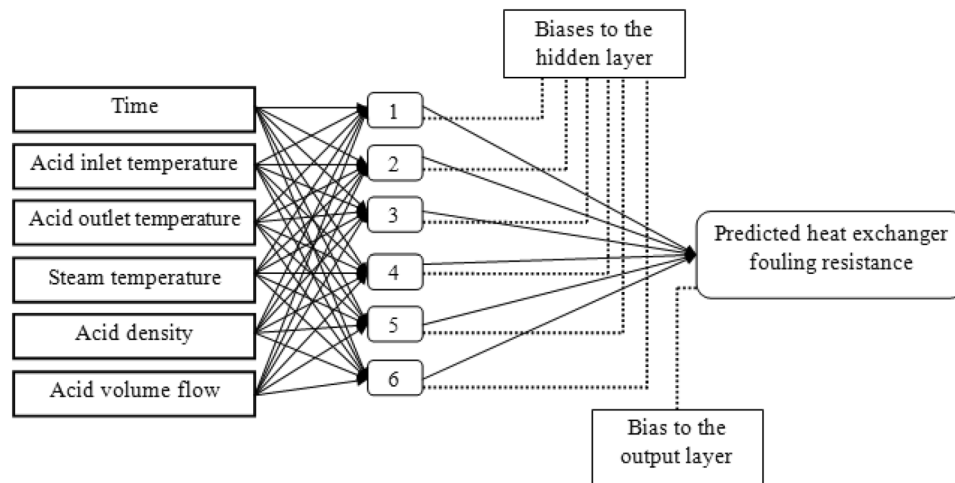 Biases to the
hidden layer
Time
Acid inlet temperature
Acid outlet temperature
Steam temperature
Acid density
Acid volume flow
1
2
3
4
5
6
Predicted heat exchanger
fouling resistance
Bias to the
output layer